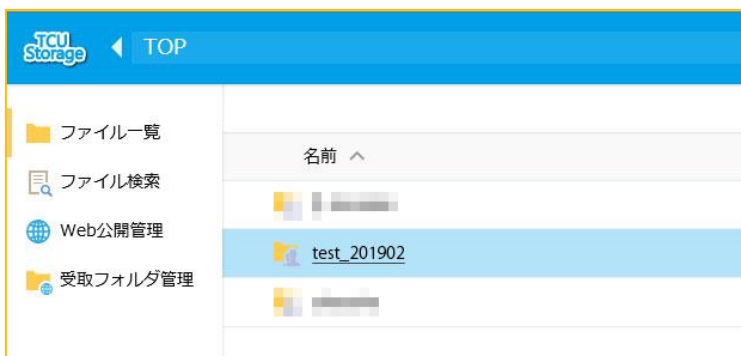 TCU
Storage
TOP
ファイル一覧
ファイル検索
Web公開管理
受取フォルダ管理
名前
test_201902